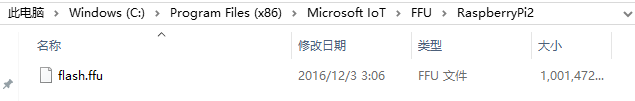 此电脑 > Windows (C:) > Program Files (x86) > Microsoft IoT > FFU > RaspberryPi2
名称 修改日期 类型 大小
flash.ffu 2016/12/3 3:06 FFU 文件 1,001,472...